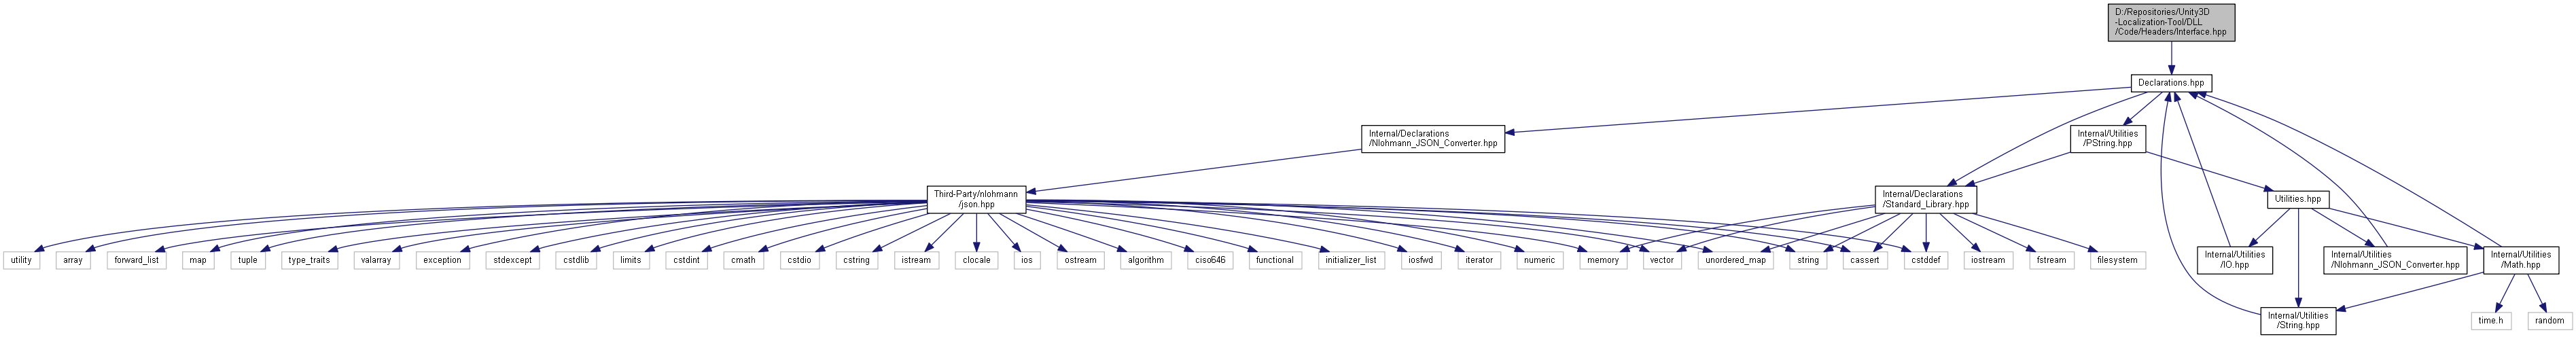 D:/Repositories/Unity3D
-Localization-Tool/DLL
/Code/Headers/Interface.hpp
Declarations.hpp
Internal/Declarations
/Nlohmann_JSON_Converter.hpp
Internal/Utilities
/PString.hpp
Third-Party/nlohmann
/json.hpp
Internal/Declarations
/Standard_Library.hpp
Utilities.hpp
utility
array
forward_list
map
tuple
type_traits
valarray
exception
stdexcept
cstdlib
limits
cstdint
cmath
cstdio
cstring
istream
clocale
ios
ostream
algorithm
ciso646
functional
initializer_list
iosfwd
iterator
numeric
memory
vector
unordered_map
string
cassert
cstddef
iostream
fstream
filesystem
Internal/Utilities
/IO.hpp
Internal/Utilities
/Nlohmann_JSON_Converter.hpp
Internal/Utilities
/Math.hpp
Internal/Utilities
/String.hpp
time.h
random